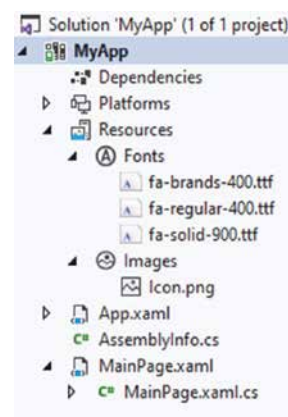 Solution 'MyApp' (1 of 1 project)
MyApp
Dependencies
Platforms
Resources
Fonts
fa-brands-400.ttf
fa-regular-400.ttf
fa-solid-900.ttf
Images
Icon.png
App.xaml
C# AssemblyInfo.cs
MainPage.xaml
C# MainPage.xaml.cs